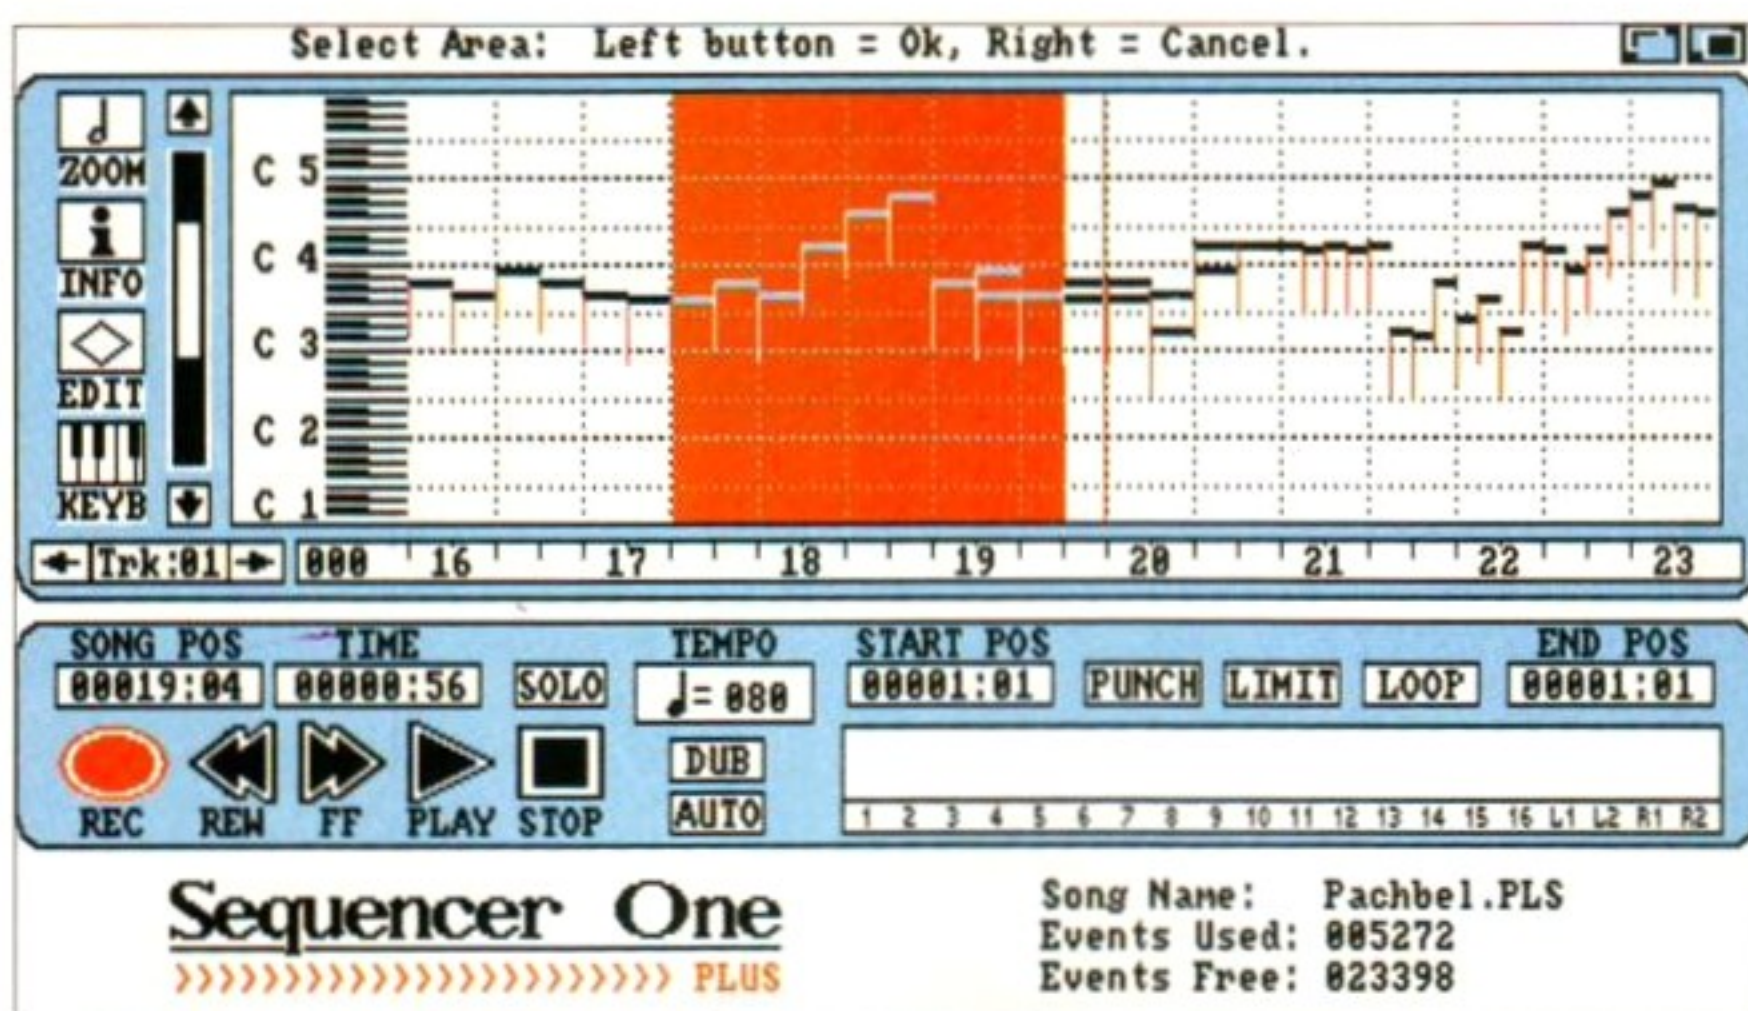 Select Area: Left button = Ok, Right = Cancel.
ZOOM
INFO
EDIT
KEYB
C 5
C 4
C 3
C 2
C 1
Trk:01 000 16 17 18 19 20 21 22 23
SONG POS TIME TEMPO START POS END POS
00019:04 00000:56 SOLO = 080 00001:01 PUNCH LIMIT LOOP 00001:01
REC REW FF PLAY STOP
DUB
AUTO
1 2 3 4 5 6 7 8 9 10 11 12 13 14 15 16 L1 L2 R1 R2
Sequencer One
>>>>>>>>>>>>>>>>>>>>>>> PLUS
Song Name: Pachbel.PLS
Events Used: 005272
Events Free: 023398